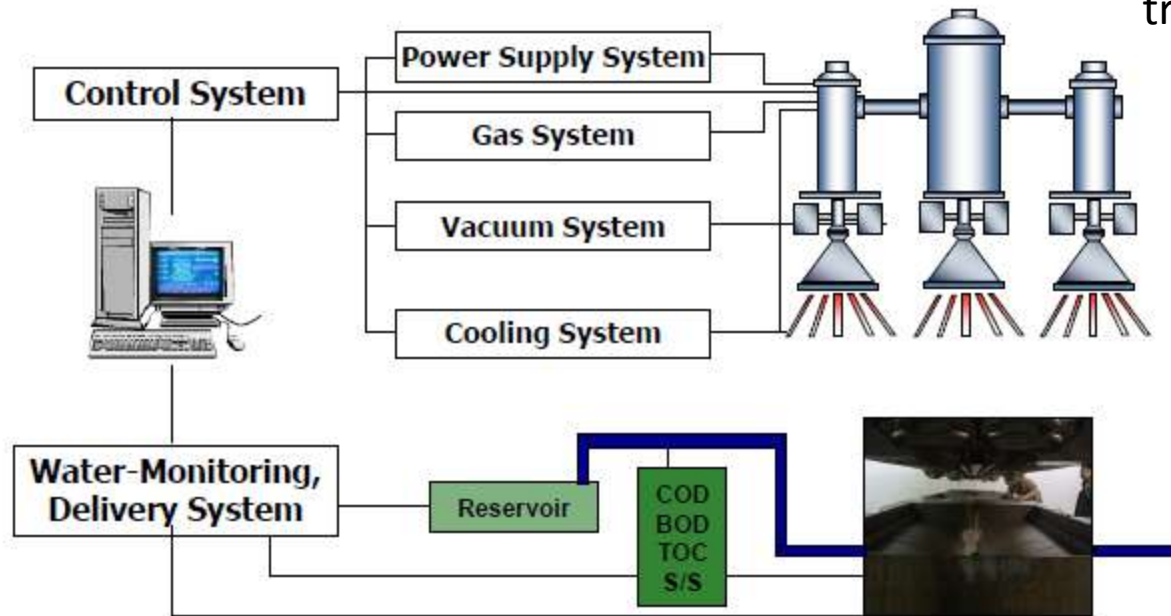 tr
Power Supply System
Control System
Gas System
Vacuum System
Cooling System
Water-Monitoring,
Delivery System
Reservoir
COD
BOD
TOC
S/S